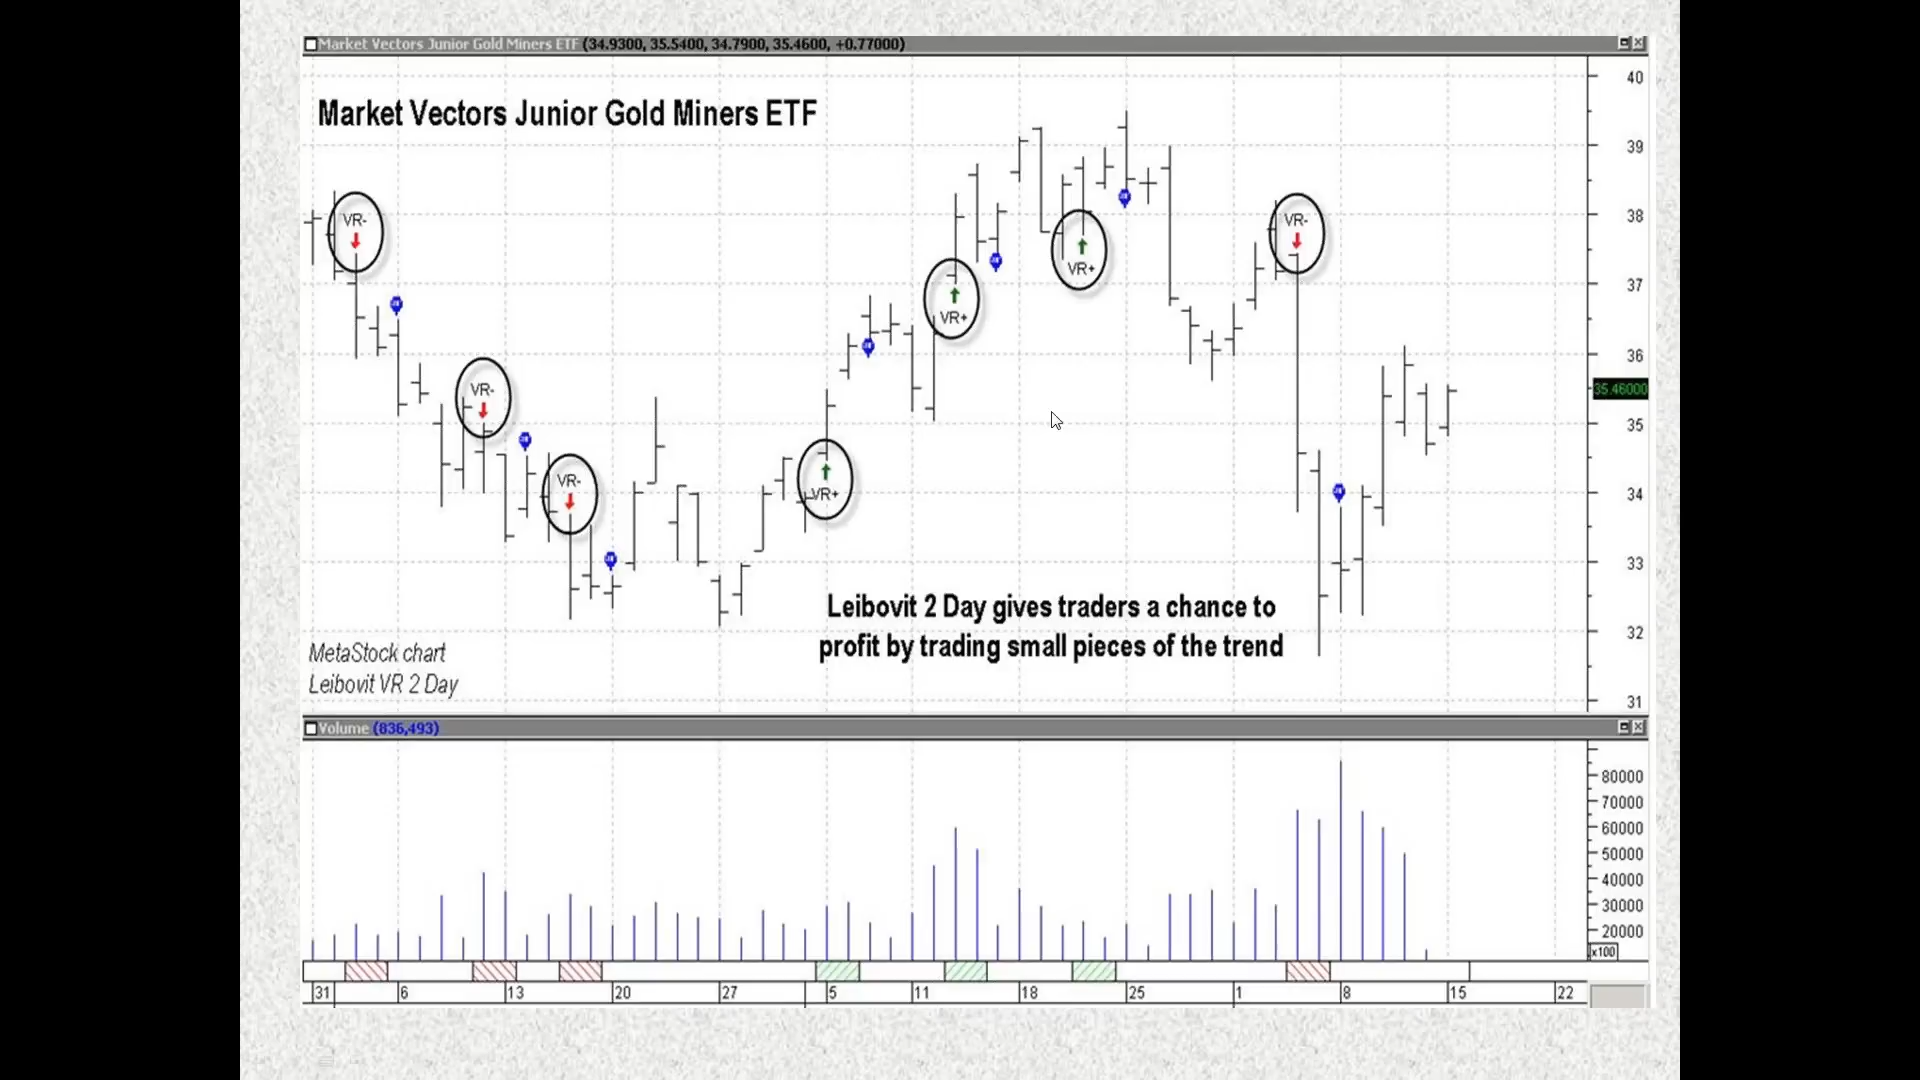 Market Vectors Junior Gold Miners ETF (34.9300, 35.5400, 34.7900, 35.4600, +0.77000)
Market Vectors Junior Gold Miners ETF
40
39
38
37
36
35.46000
35
34
33
32
31
VR-
VR-
VR-
VR+
VR+
VR+
VR-
Leibovit 2 Day gives traders a chance to
profit by trading small pieces of the trend
MetaStock chart
Leibovit VR 2 Day
Volume (836,493)
80000
70000
60000
50000
40000
30000
20000
x100
31 6 13 20 27 5 11 18 25 1 8 15 22